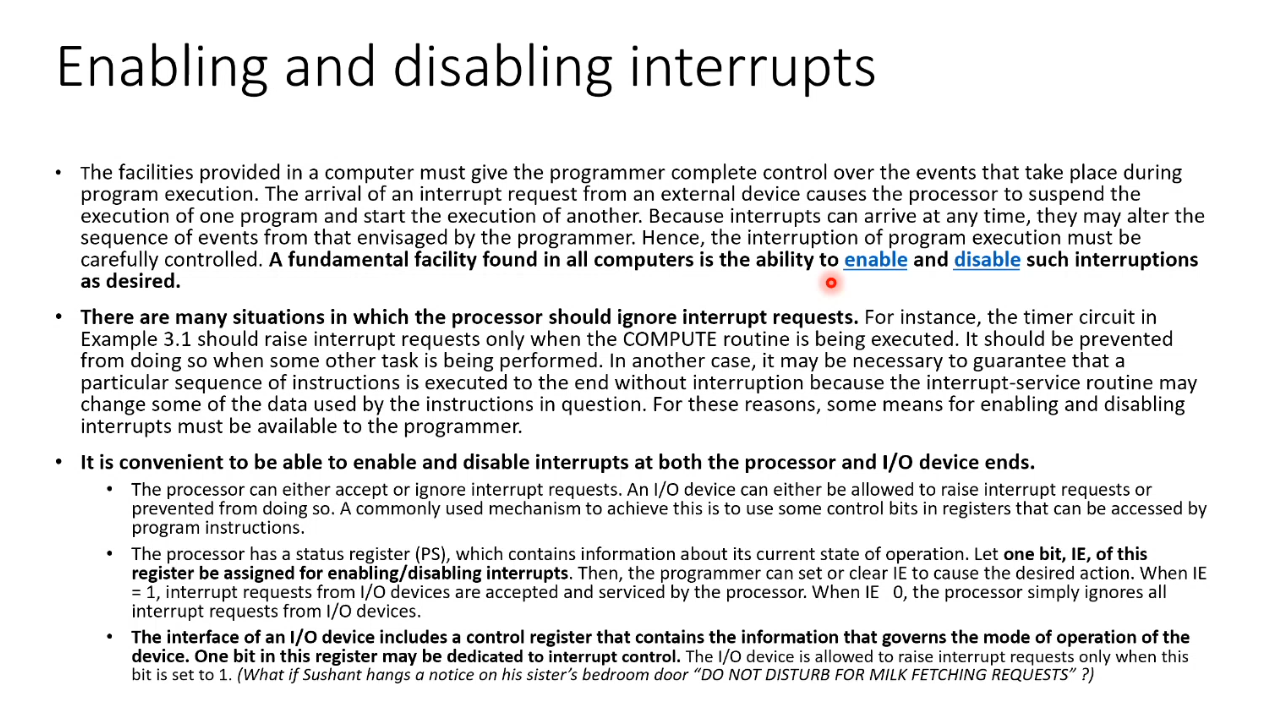 Enabling and disabling interrupts
• The facilities provided in a computer must give the programmer complete control over the events that take place during
program execution. The arrival of an interrupt request from an external device causes the processor to suspend the
execution of one program and start the execution of another. Because interrupts can arrive at any time, they may alter the
sequence of events from that envisaged by the programmer. Hence, the interruption of program execution must be
carefully controlled. A fundamental facility found in all computers is the ability to enable and disable such interruptions
as desired.
• There are many situations in which the processor should ignore interrupt requests. For instance, the timer circuit in
Example 3.1 should raise interrupt requests only when the COMPUTE routine is being executed. It should be prevented
from doing so when some other task is being performed. In another case, it may be necessary to guarantee that a
particular sequence of instructions is executed to the end without interruption because the interrupt-service routine may
change some of the data used by the instructions in question. For these reasons, some means for enabling and disabling
interrupts must be available to the programmer.
• It is convenient to be able to enable and disable interrupts at both the processor and I/O device ends.
• The processor can either accept or ignore interrupt requests. An I/O device can either be allowed to raise interrupt requests or
prevented from doing so. A commonly used mechanism to achieve this is to use some control bits in registers that can be accessed by
program instructions.
• The processor has a status register (PS), which contains information about its current state of operation. Let one bit, IE, of this
register be assigned for enabling/disabling interrupts. Then, the programmer can set or clear IE to cause the desired action. When IE
= 1, interrupt requests from I/O devices are accepted and serviced by the processor. When IE 0, the processor simply ignores all
interrupt requests from I/O devices.
• The interface of an I/O device includes a control register that contains the information that governs the mode of operation of the
device. One bit in this register may be dedicated to interrupt control. The I/O device is allowed to raise interrupt requests only when this
bit is set to 1. (What if Sushant hangs a notice on his sister's bedroom door “DO NOT DISTURB FOR MILK FETCHING REQUESTS” ?)